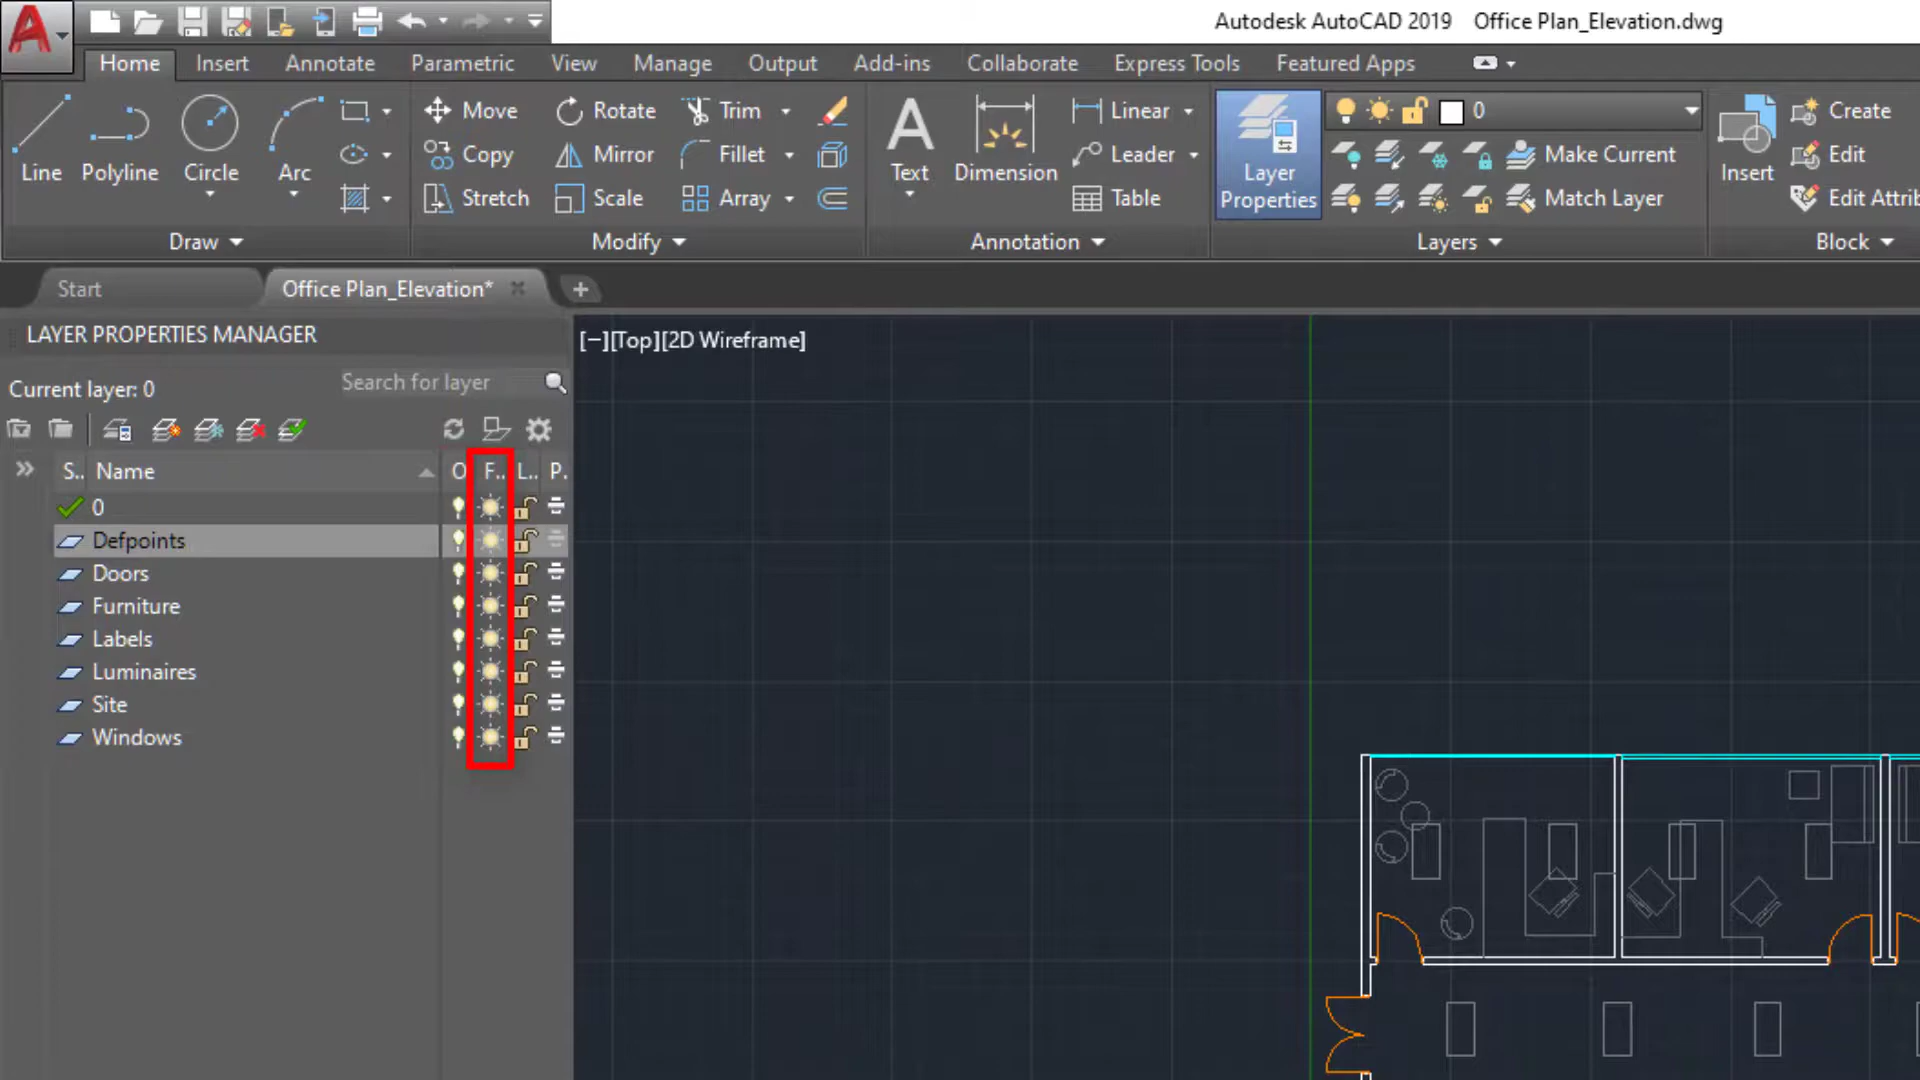 Autodesk AutoCAD 2019 Office Plan_Elevation.dwg
Home Insert Annotate Parametric View Manage Output Add-ins Collaborate Express Tools Featured Apps
Line
Polyline
Circle
Arc
Draw
Move
Copy
Stretch
Rotate
Mirror
Scale
Trim
Fillet
Array
Modify
Text
Dimension
Linear
Leader
Table
Annotation
Layer
Properties
0
Make Current
Match Layer
Layers
Insert
Create
Edit
Edit Attrib
Block
Start
Office Plan_Elevation*
LAYER PROPERTIES MANAGER
Current layer: 0
Search for layer
S.. Name O F.. L.. P.
0
Defpoints
Doors
Furniture
Labels
Luminaires
Site
Windows
[−][Top][2D Wireframe]